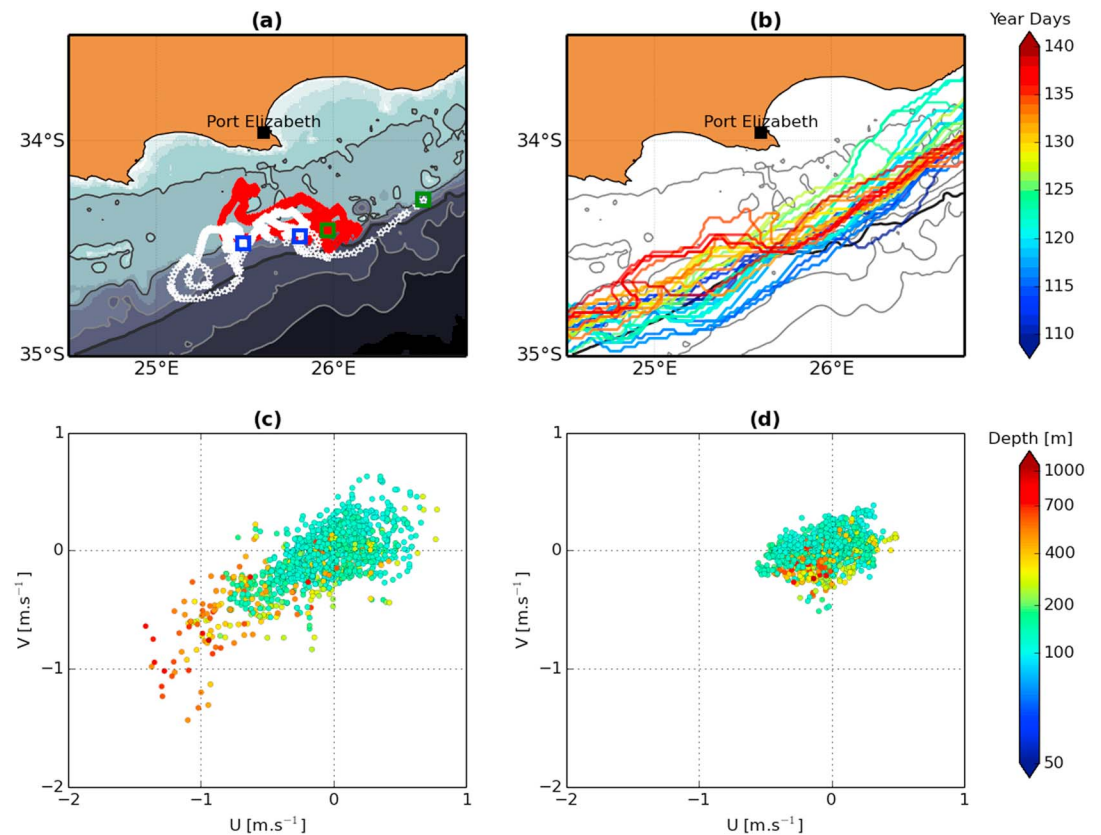 (a)
(b)
Year Days
Port Elizabeth
34°S
35°S
25°E
26°E
Port Elizabeth
25°E
26°E
140
135
130
125
120
115
110
(c)
(d)
Depth [m]
V [m.s⁻¹]
1
0
−1
−2
−2
−1
0
1
U [m.s⁻¹]
V [m.s⁻¹]
1
0
−1
−2
−2
−1
0
1
U [m.s⁻¹]
1000
700
400
200
100
50